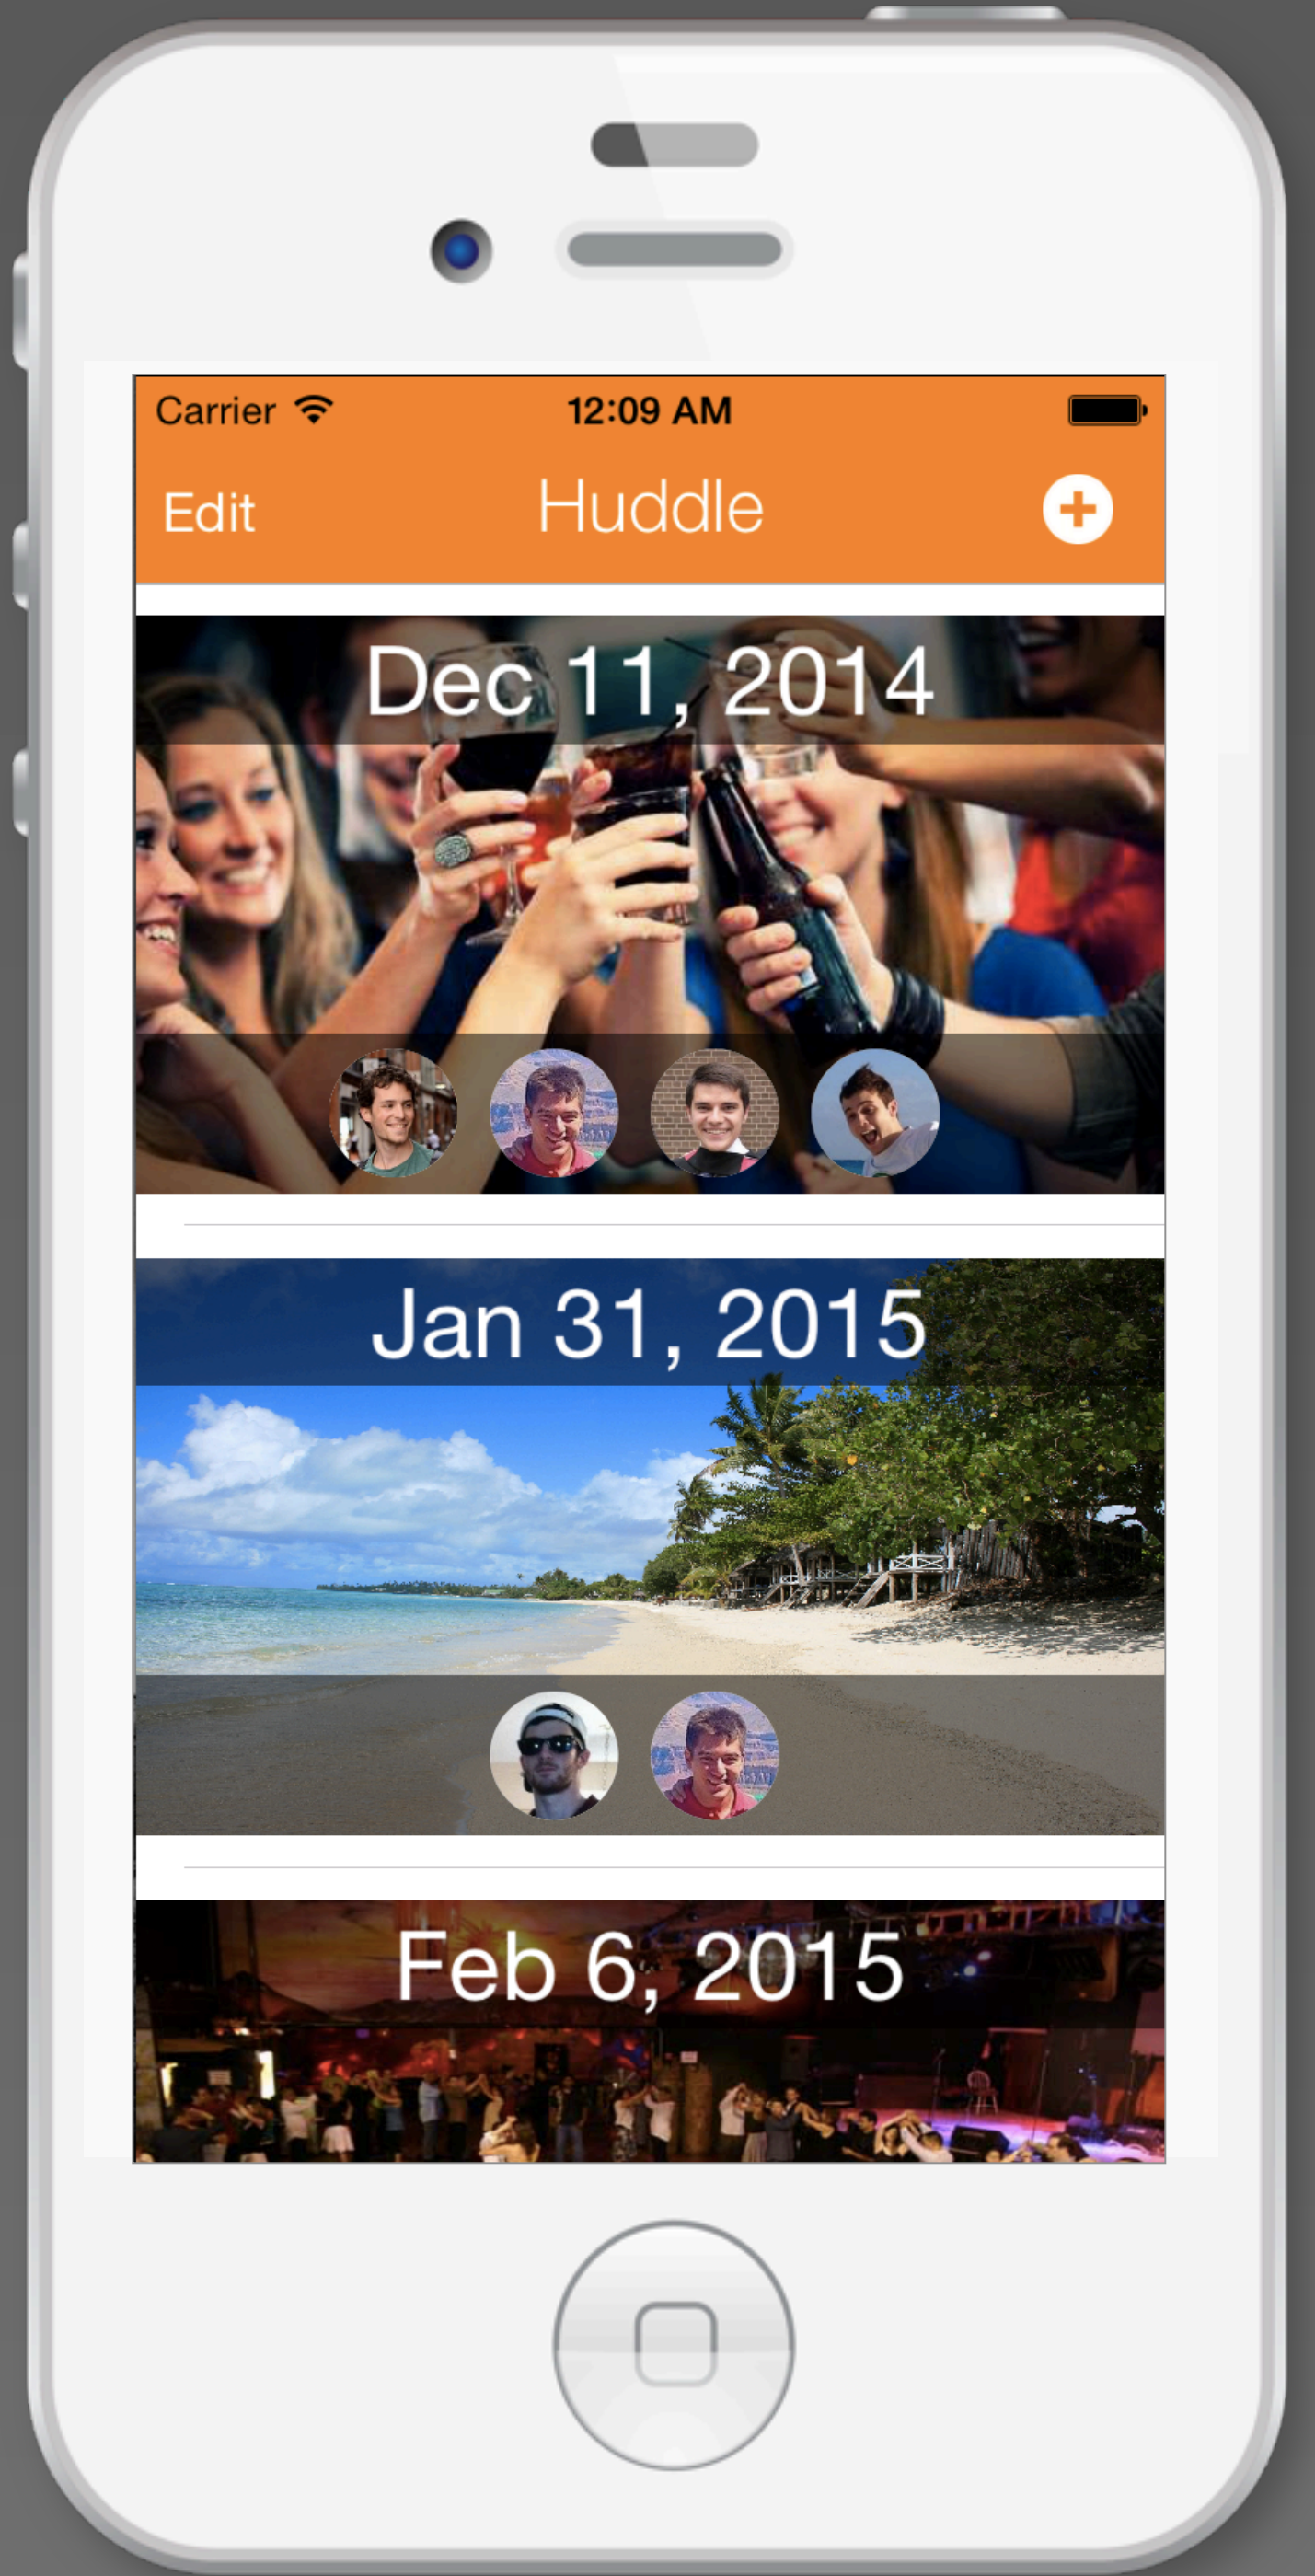 Carrier 12:09 AM
Edit Huddle
Dec 11, 2014
Jan 31, 2015
Feb 6, 2015